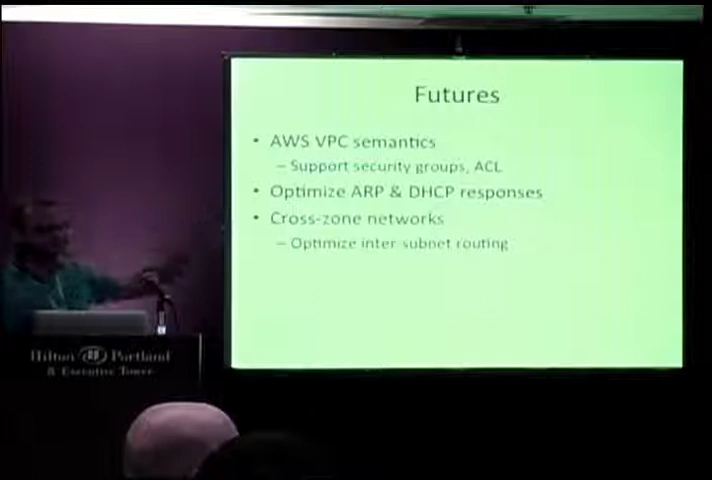 Futures
• AWS VPC semantics
– Support security groups, ACL
• Optimize ARP & DHCP responses
• Cross-zone networks
– Optimize inter subnet routing
Hilton Portland
& Executive Tower